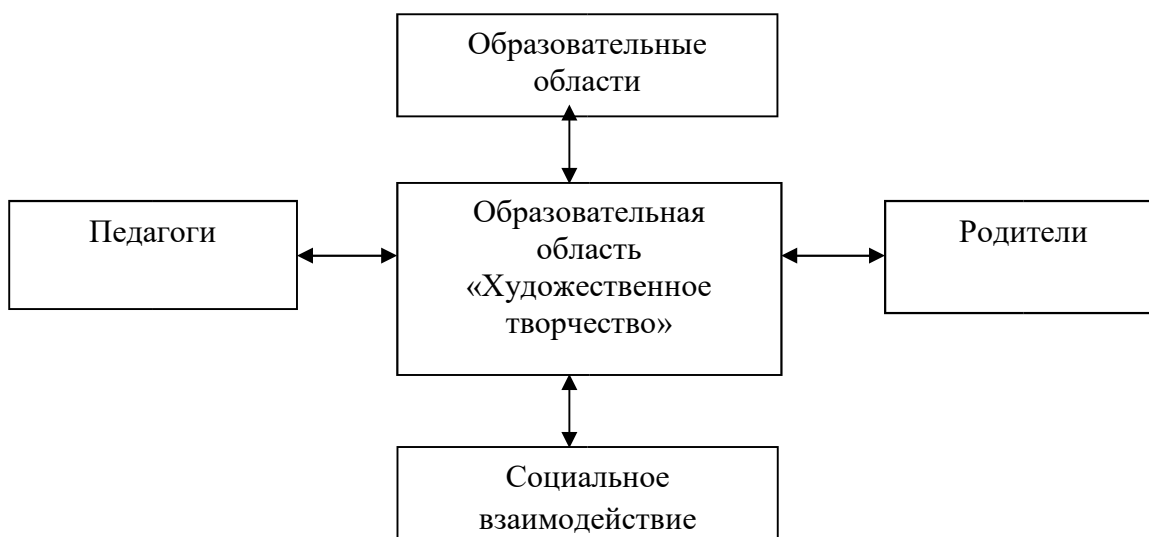 Образовательные
области
Педагоги
Образовательная
область
«Художественное
творчество»
Родители
Социальное
взаимодействие